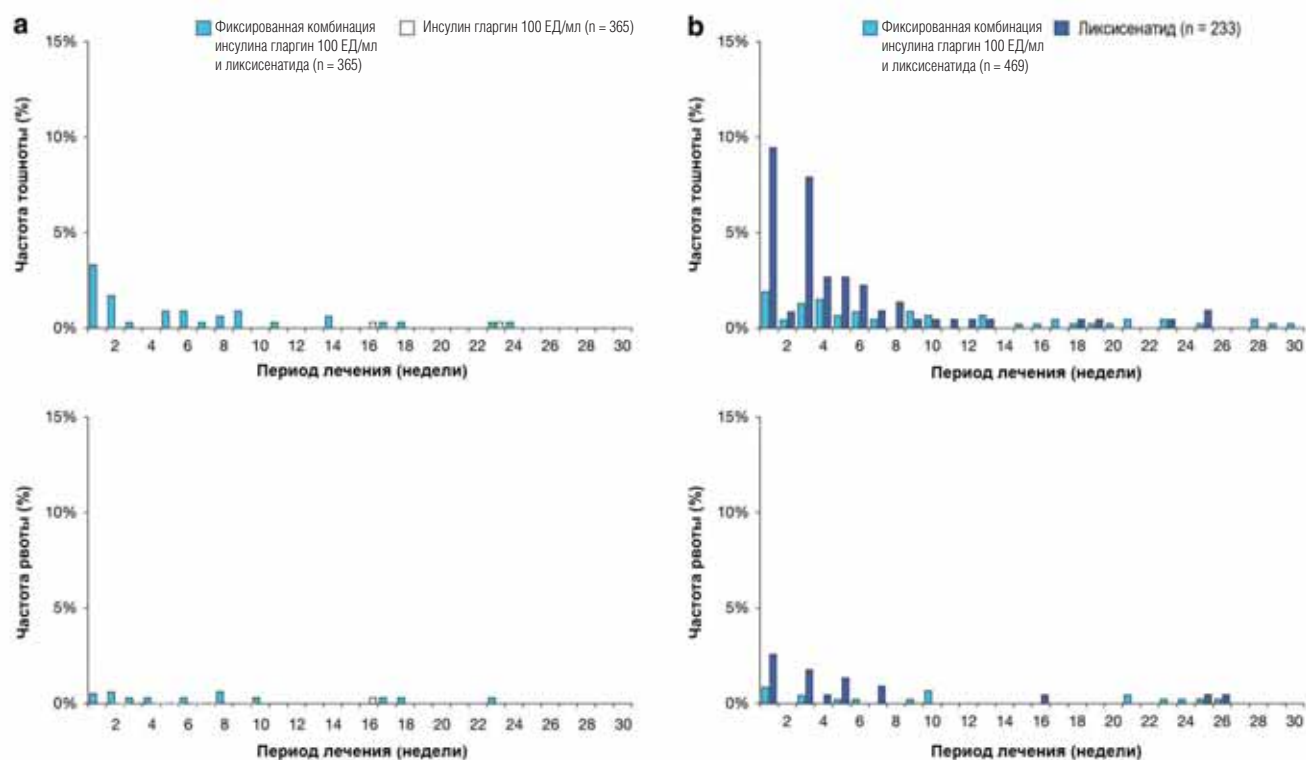 a
Фиксированная комбинация
инсулина гларгин 100 ЕД/мл
и ликсисенатида (n = 365)
Инсулин гларгин 100 ЕД/мл (n = 365)
15%
10%
5%
0%
Частота тошноты (%)
2 4 6 8 10 12 14 16 18 20 22 24 26 28 30
Период лечения (недели)
b
Фиксированная комбинация
инсулина гларгин 100 ЕД/мл
и ликсисенатида (n = 469)
Ликсисенатид (n = 233)
15%
10%
5%
0%
Частота тошноты (%)
2 4 6 8 10 12 14 16 18 20 22 24 26 28 30
Период лечения (недели)
15%
10%
5%
0%
Частота рвоты (%)
2 4 6 8 10 12 14 16 18 20 22 24 26 28 30
Период лечения (недели)
15%
10%
5%
0%
Частота рвоты (%)
2 4 6 8 10 12 14 16 18 20 22 24 26 28 30
Период лечения (недели)